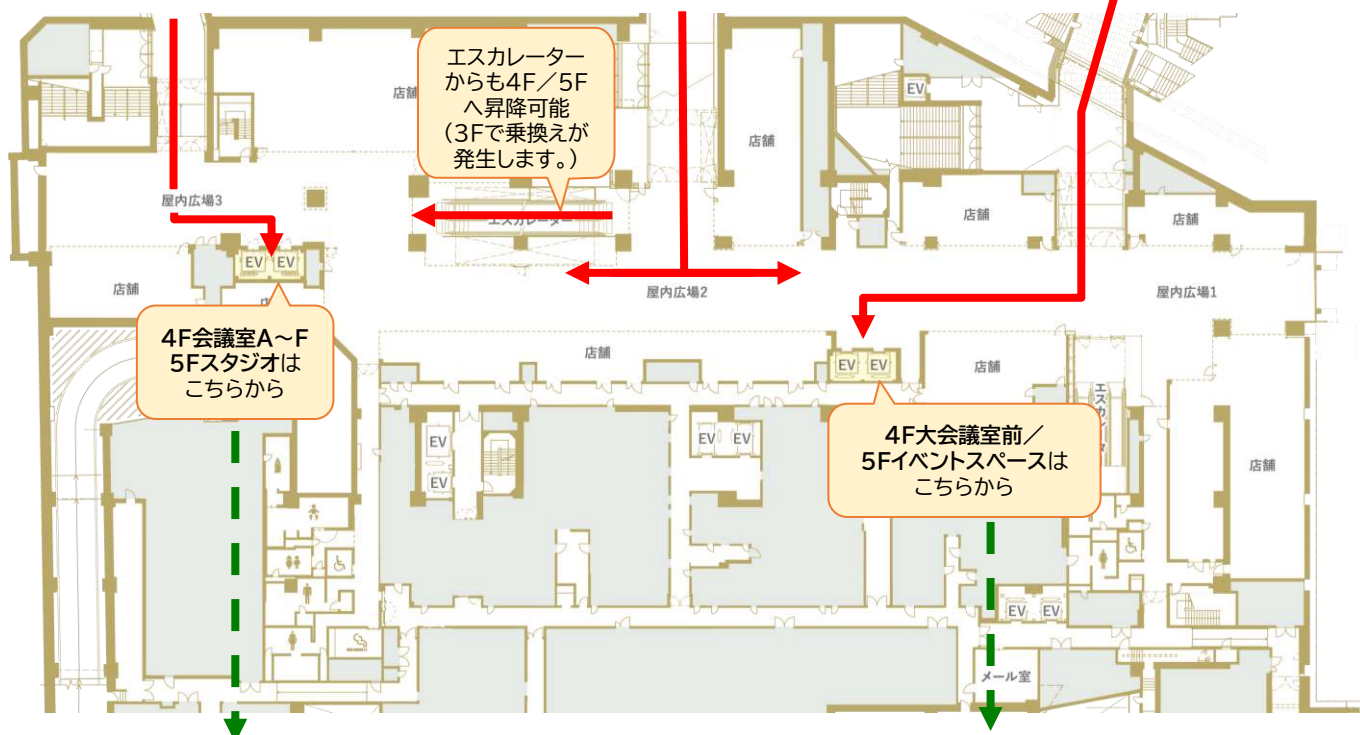 エスカレーター
からも4F／5F
へ昇降可能
（3Fで乗換えが
発生します。）
店舗
店舗
EV
屋内広場3
エスカレーター
店舗
店舗
EV EV
店舗
屋内広場2
屋内広場1
4F会議室A～F
5Fスタジオは
こちらから
店舗
EV EV
店舗
エスカレータ
4F大会議室前／
5Fイベントスペースは
こちらから
店舗
EV
EV
EV EV
EV EV
メール室